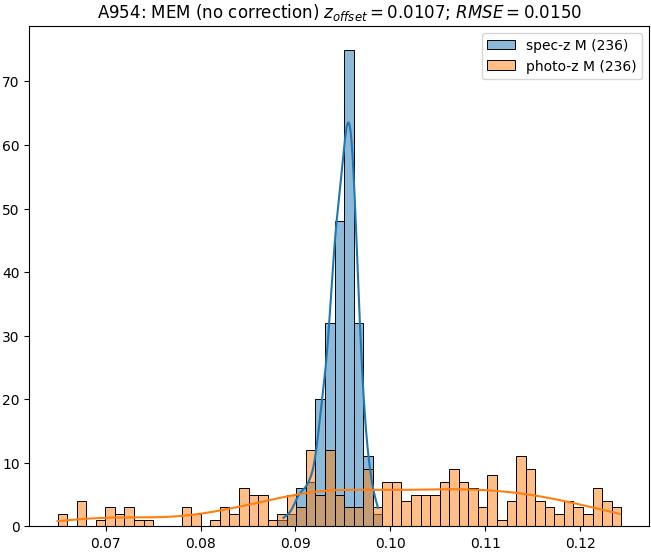 A954: MEM (no correction) z_offset = 0.0107; RMSE = 0.0150
spec-z M (236)
photo-z M (236)
70
60
50
40
30
20
10
0
0.07 0.08 0.09 0.10 0.11 0.12